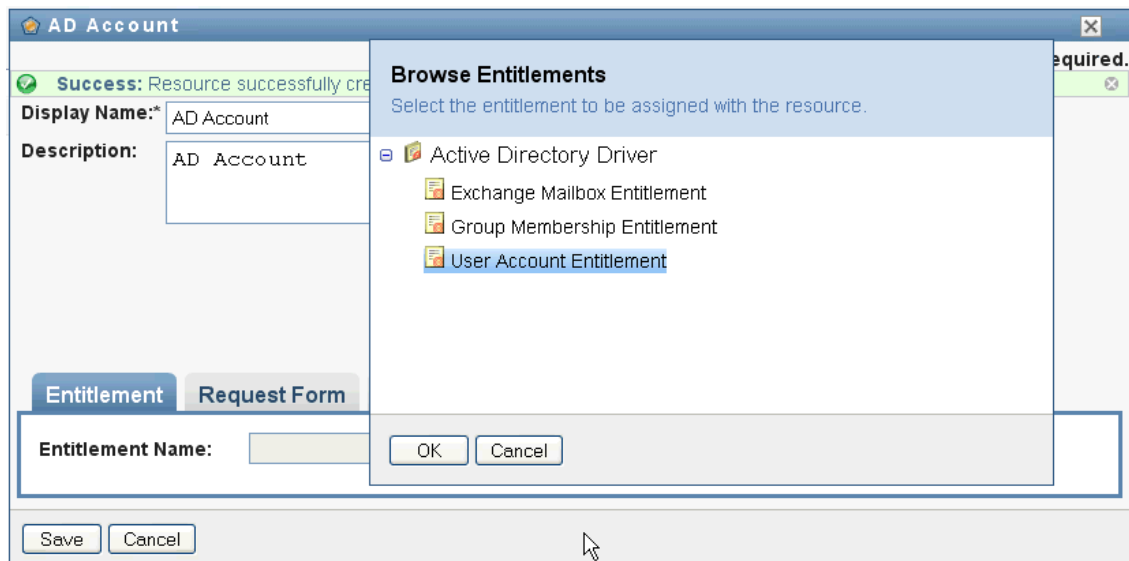 AD Account
equired.
Success: Resource successfully cre
Display Name:* AD Account
Description: AD Account
Browse Entitlements
Select the entitlement to be assigned with the resource.
Active Directory Driver
Exchange Mailbox Entitlement
Group Membership Entitlement
User Account Entitlement
OK Cancel
Entitlement Request Form
Entitlement Name:
Save Cancel